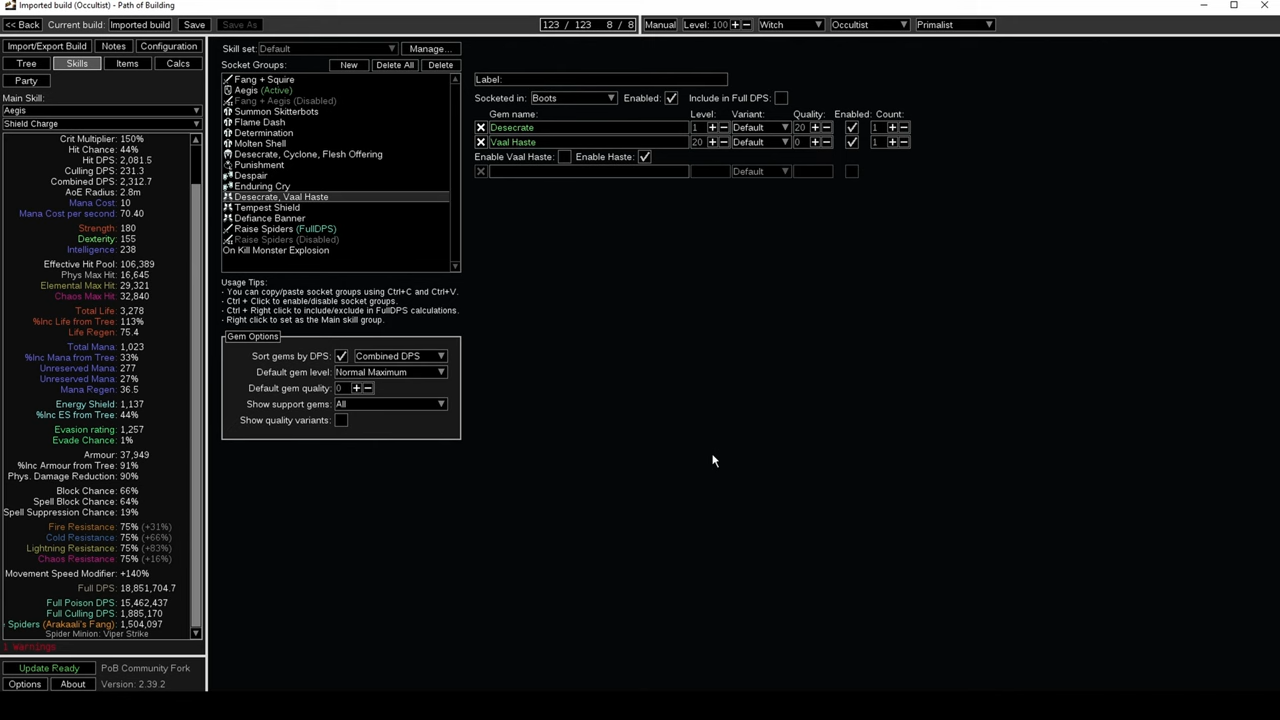 Imported build (Occultist) - Path of Building
<< Back Current build: Imported build Save Save As 123 / 123 8 / 8 Manual Level: 100 Witch Occultist Primalist
Import/Export Build Notes Configuration
Tree Skills Items Calcs
Party
Main Skill:
Aegis
Shield Charge
Crit Multiplier: 150%
Hit Chance: 44%
Hit DPS: 2,081.5
Culling DPS: 231.3
Combined DPS: 2,312.7
AoE Radius: 2.8m
Mana Cost: 10
Mana Cost per second: 70.40
Strength: 180
Dexterity: 155
Intelligence: 238
Effective Hit Pool: 106,389
Phys Max Hit: 16,645
Elemental Max Hit: 29,321
Chaos Max Hit: 32,840
Total Life: 3,278
%Inc Life from Tree: 113%
Life Regen: 75.4
Total Mana: 1,023
%Inc Mana from Tree: 33%
Unreserved Mana: 277
Unreserved Mana: 27%
Mana Regen: 36.5
Energy Shield: 1,137
%Inc ES from Tree: 44%
Evasion rating: 1,257
Evade Chance: 1%
Armour: 37,949
%Inc Armour from Tree: 91%
Phys. Damage Reduction: 90%
Block Chance: 66%
Spell Block Chance: 64%
Spell Suppression Chance: 19%
Fire Resistance: 75% (+31%)
Cold Resistance: 75% (+66%)
Lightning Resistance: 75% (+83%)
Chaos Resistance: 75% (+16%)
Movement Speed Modifier: +140%
Full DPS: 18,851,704.7
Full Poison DPS: 15,462,437
Full Culling DPS: 1,885,170
Spiders (Arakaali's Fang): 1,504,097
Spider Minion: Viper Strike
1 Warnings
Update Ready PoB Community Fork
Options About Version: 2.39.2
Skill set: Default Manage...
Socket Groups: New Delete All Delete
Fang + Squire
Aegis (Active)
Fang + Aegis (Disabled)
Summon Skitterbots
Flame Dash
Determination
Molten Shell
Desecrate, Cyclone, Flesh Offering
Punishment
Despair
Enduring Cry
Desecrate, Vaal Haste
Tempest Shield
Defiance Banner
Raise Spiders (FullDPS)
Raise Spiders (Disabled)
On Kill Monster Explosion
Usage Tips:
- You can copy/paste socket groups using Ctrl+C and Ctrl+V.
- Ctrl + Click to enable/disable socket groups.
- Ctrl + Right click to include/exclude in FullDPS calculations.
- Right click to set as the Main skill group.
Gem Options
Sort gems by DPS: Combined DPS
Default gem level: Normal Maximum
Default gem quality: 0
Show support gems: All
Show quality variants:
Label:
Socketed in: Boots Enabled: Include in Full DPS:
Gem name: Level: Variant: Quality: Enabled: Count:
Desecrate 1 Default 20 1
Vaal Haste 20 Default 0 1
Enable Vaal Haste: Enable Haste:
Default